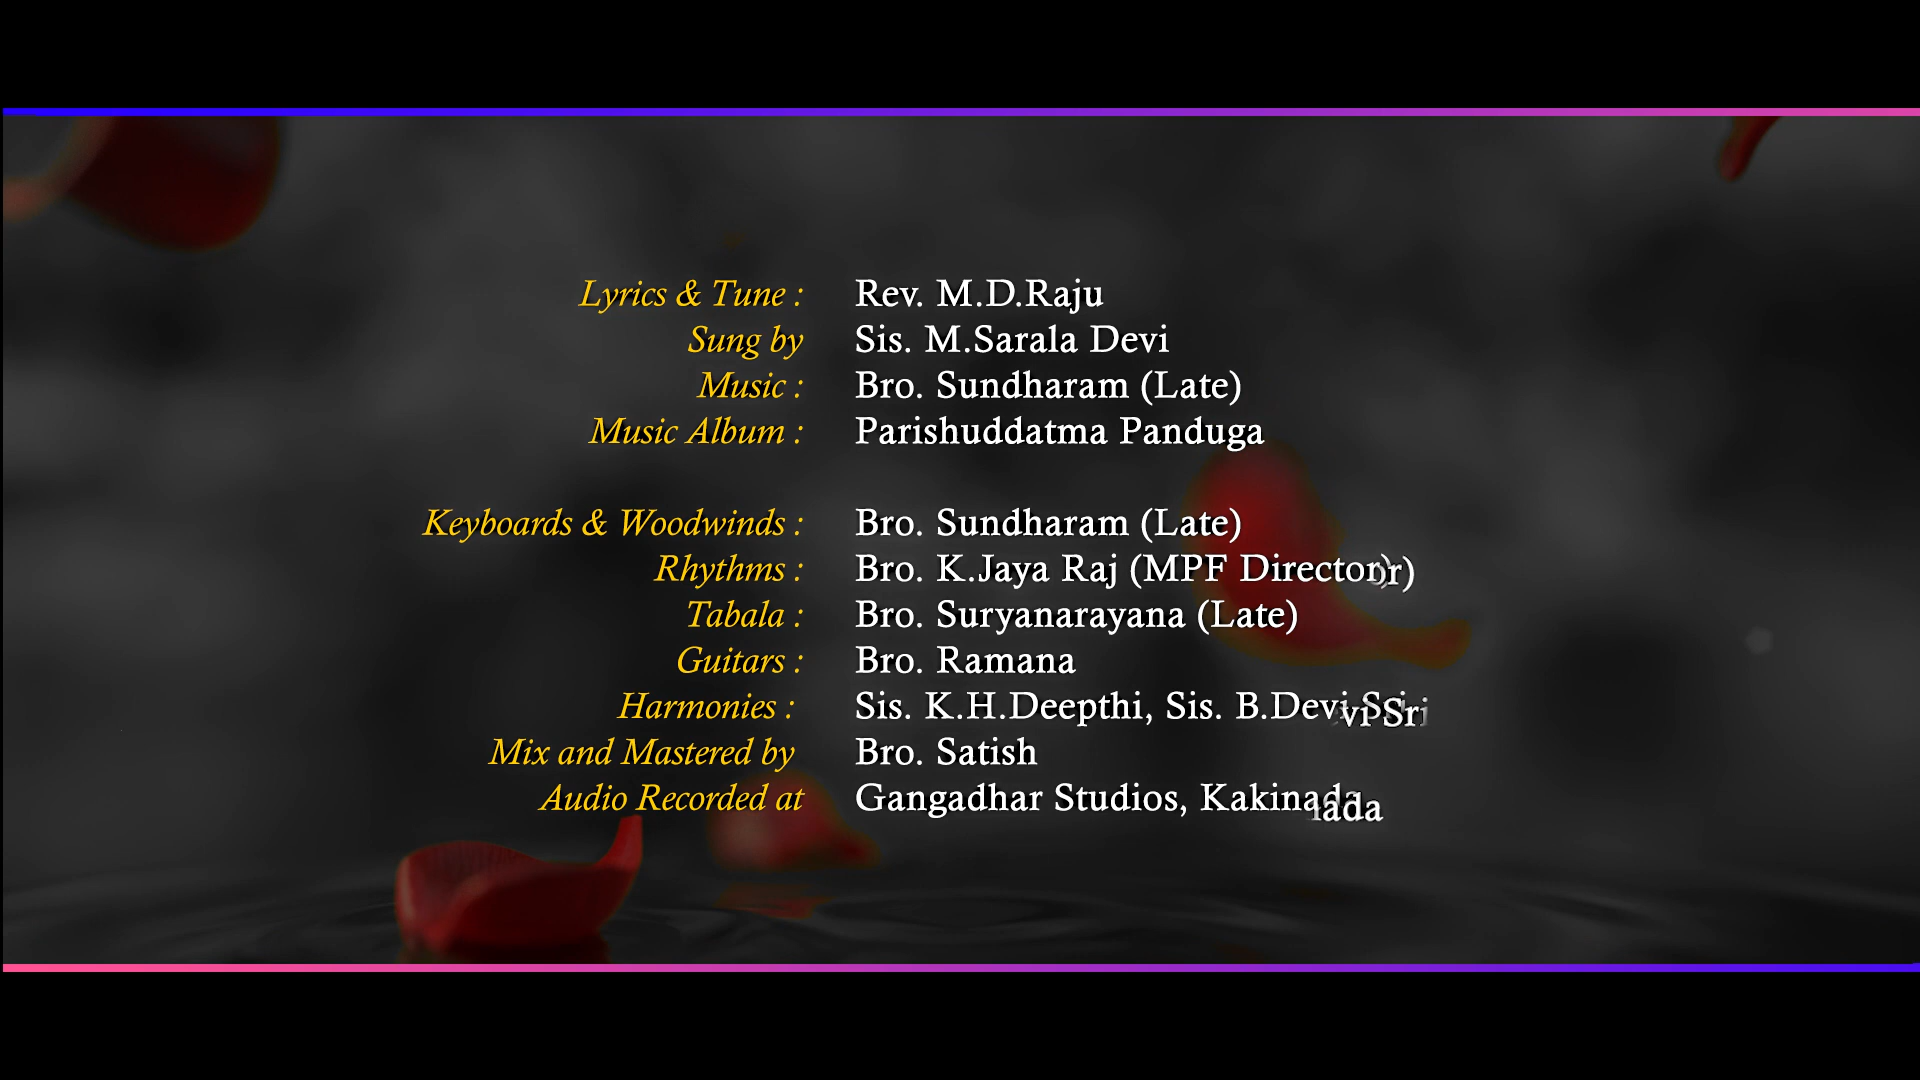 Lyrics & Tune : Rev. M.D.Raju
Sung by Sis. M.Sarala Devi
Music : Bro. Sundharam (Late)
Music Album : Parishuddatma Panduga
Keyboards & Woodwinds : Bro. Sundharam (Late)
Rhythms : Bro. K.Jaya Raj (MPF Director)
Tabala : Bro. Suryanarayana (Late)
Guitars : Bro. Ramana
Harmonies : Sis. K.H.Deepthi, Sis. B.Devi Sri
Mix and Mastered by Bro. Satish
Audio Recorded at Gangadhar Studios, Kakinada